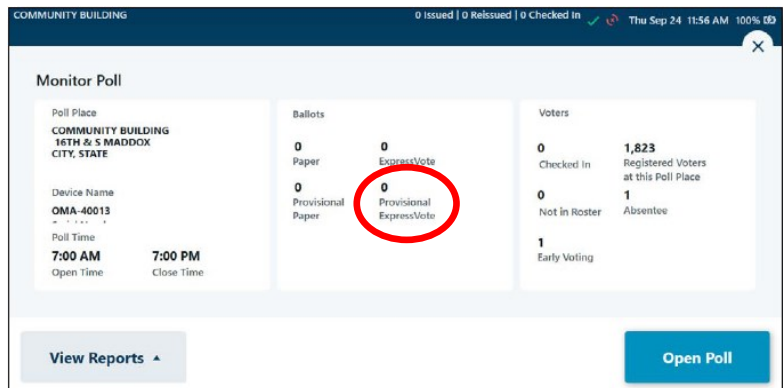 COMMUNITY BUILDING
0 Issued | 0 Reissued | 0 Checked In Thu Sep 24 11:56 AM 100%
Monitor Poll
Poll Place
COMMUNITY BUILDING
16TH & S MADDOX
CITY, STATE
Device Name
OMA-40013
Poll Time
7:00 AM 7:00 PM
Open Time Close Time
Ballots
0 0
Paper ExpressVote
0 0
Provisional Provisional
Paper ExpressVote
Voters
0 1,823
Checked In Registered Voters
at this Poll Place
0 1
Not in Roster Absentee
1
Early Voting
View Reports
Open Poll